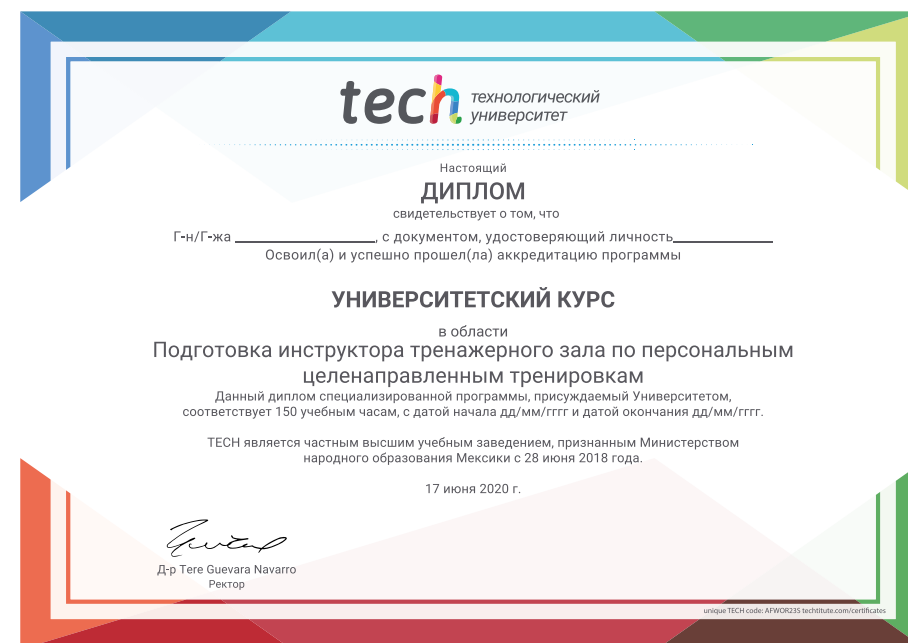 tech технологический
университет
Настоящий
ДИПЛОМ
свидетельствует о том, что
Г-н/Г-жа ____________, с документом, удостоверяющий личность____________
Освоил(а) и успешно прошел(ла) аккредитацию программы
УНИВЕРСИТЕТСКИЙ КУРС
в области
Подготовка инструктора тренажерного зала по персональным
целенаправленным тренировкам
Данный диплом специализированной программы, присуждаемый Университетом,
соответствует 150 учебным часам, с датой начала дд/мм/гггг и датой окончания дд/мм/гггг.
TECH является частным высшим учебным заведением, признанным Министерством
народного образования Мексики с 28 июня 2018 года.
17 июня 2020 г.
Д-р Tere Guevara Navarro
Ректор
unique TECH code: AFWOR235 techtitute.com/certificates